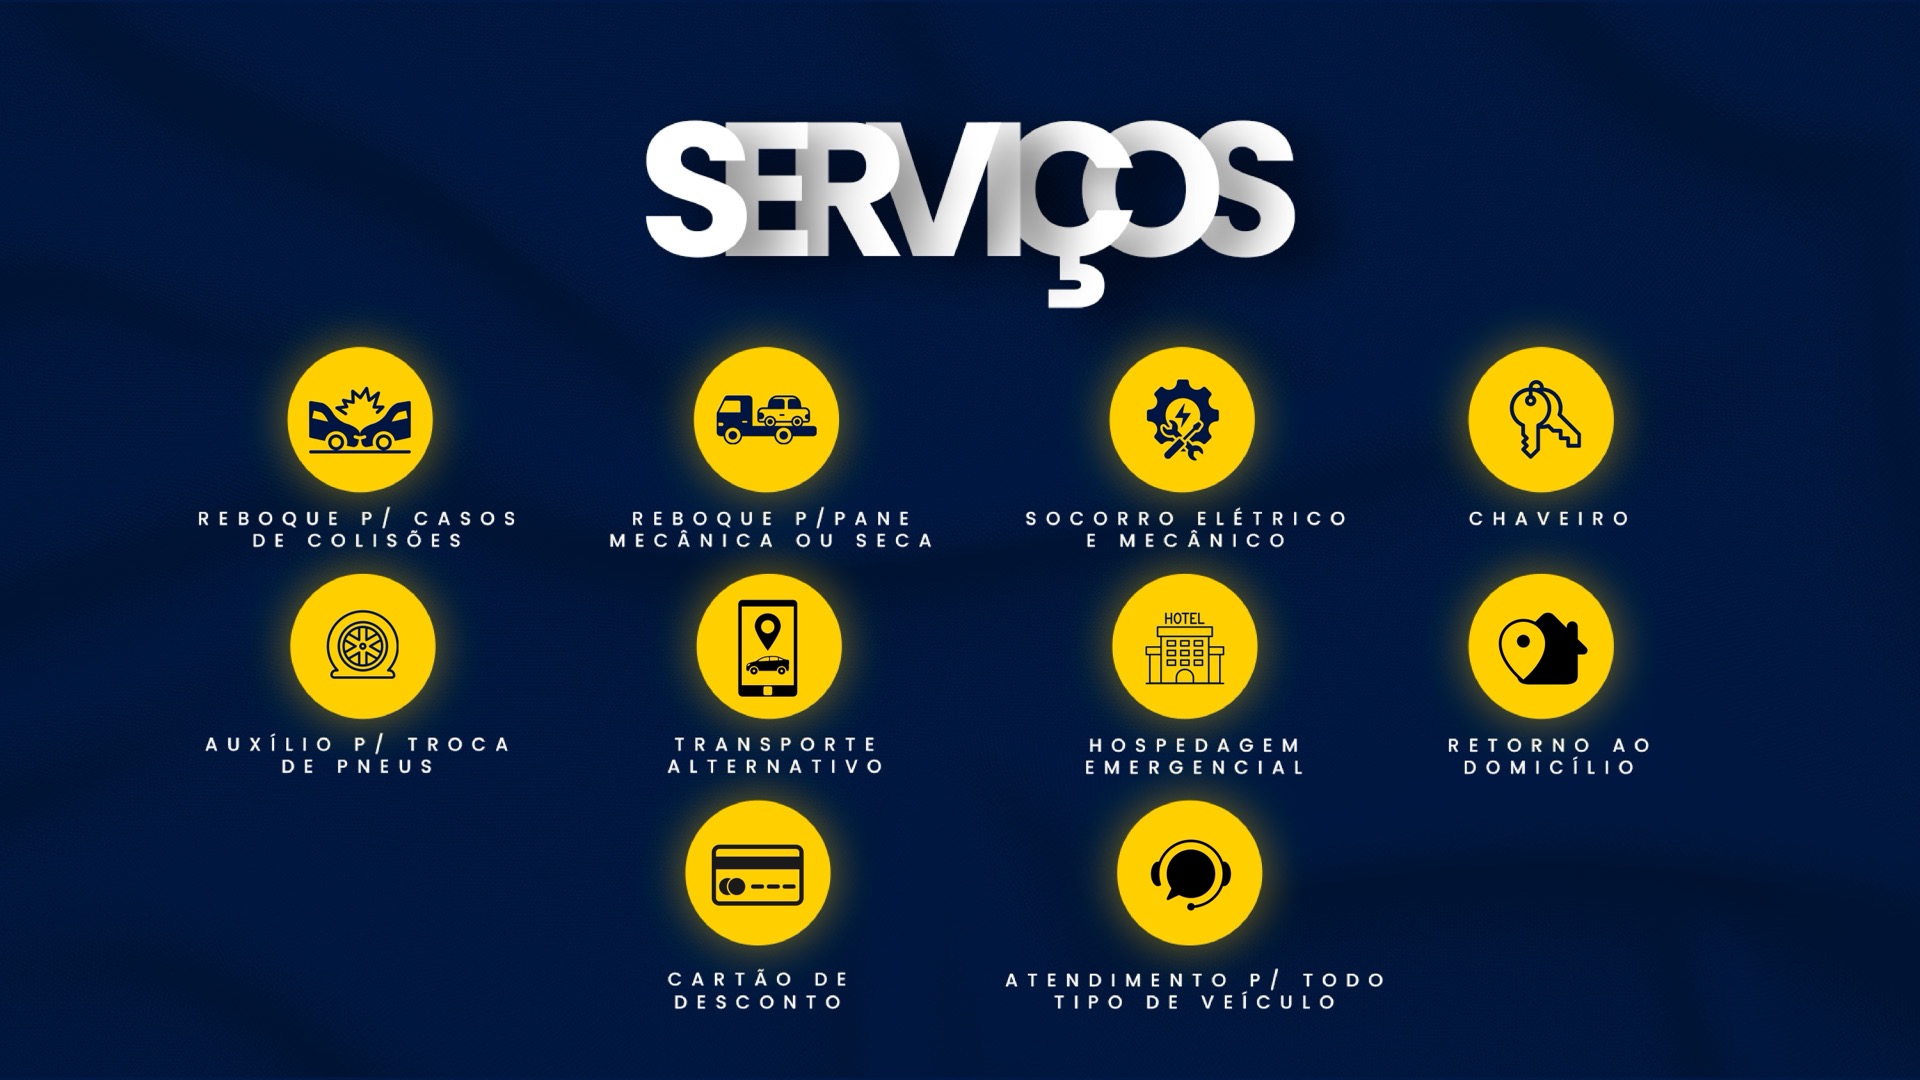 SERVIÇOS
REBOQUE P/ CASOS
DE COLISÕES
REBOQUE P/PANE
MECÂNICA OU SECA
SOCORRO ELÉTRICO
E MECÂNICO
CHAVEIRO
AUXÍLIO P/ TROCA
DE PNEUS
TRANSPORTE
ALTERNATIVO
HOTEL
HOSPEDAGEM
EMERGENCIAL
RETORNO AO
DOMICÍLIO
CARTÃO DE
DESCONTO
ATENDIMENTO P/ TODO
TIPO DE VEÍCULO